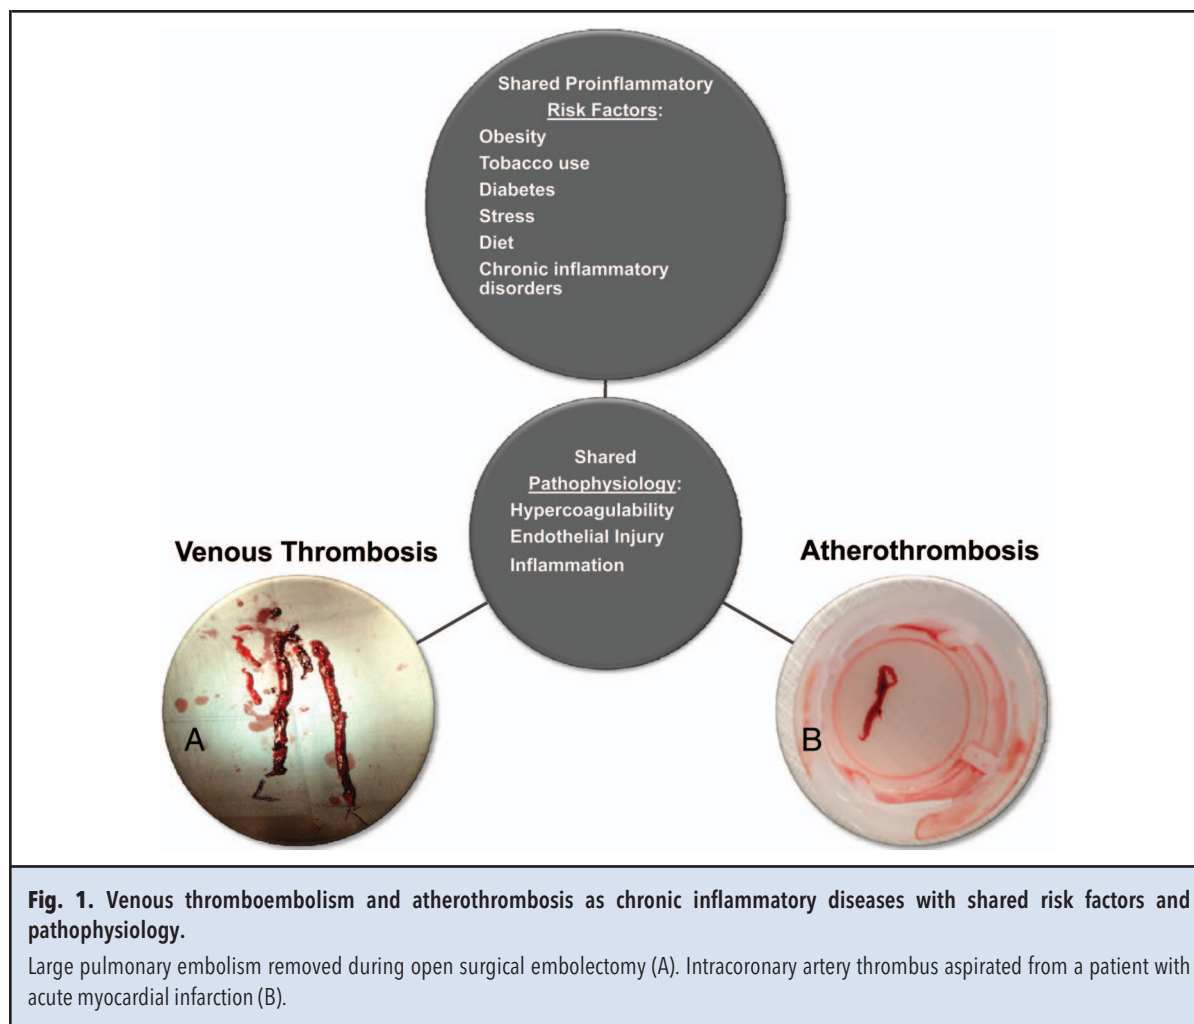 Shared Proinflammatory
Risk Factors:
Obesity
Tobacco use
Diabetes
Stress
Diet
Chronic inflammatory
disorders
Shared
Pathophysiology:
Hypercoagulability
Endothelial Injury
Inflammation
Venous Thrombosis
Atherothrombosis
A
L
R
B
Fig. 1. Venous thromboembolism and atherothrombosis as chronic inflammatory diseases with shared risk factors and
pathophysiology.
Large pulmonary embolism removed during open surgical embolectomy (A). Intracoronary artery thrombus aspirated from a patient with
acute myocardial infarction (B).